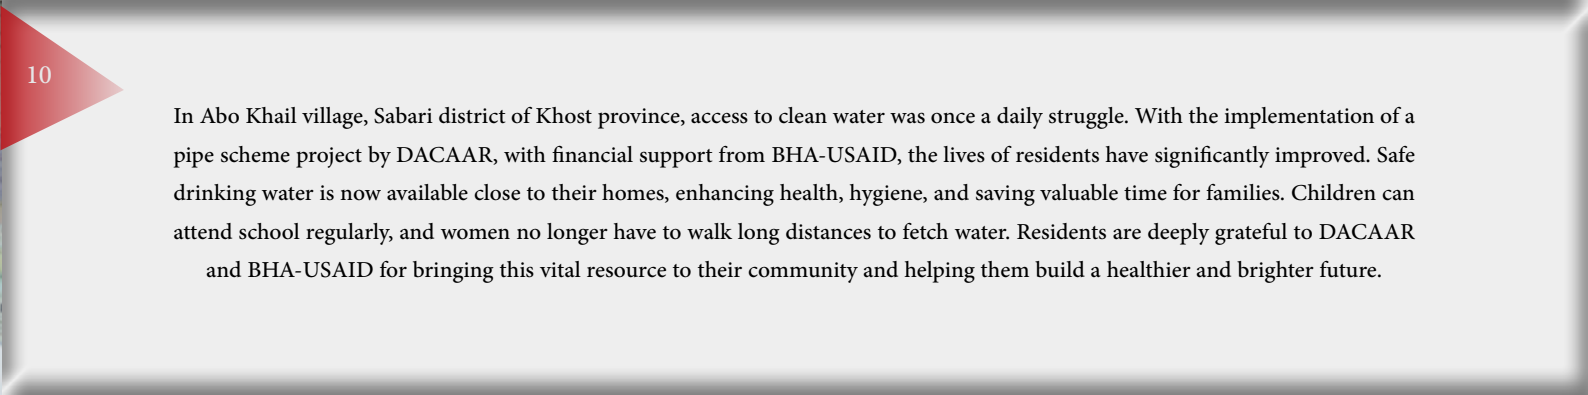 10
In Abo Khail village, Sabari district of Khost province, access to clean water was once a daily struggle. With the implementation of a
pipe scheme project by DACAAR, with financial support from BHA-USAID, the lives of residents have significantly improved. Safe
drinking water is now available close to their homes, enhancing health, hygiene, and saving valuable time for families. Children can
attend school regularly, and women no longer have to walk long distances to fetch water. Residents are deeply grateful to DACAAR
and BHA-USAID for bringing this vital resource to their community and helping them build a healthier and brighter future.